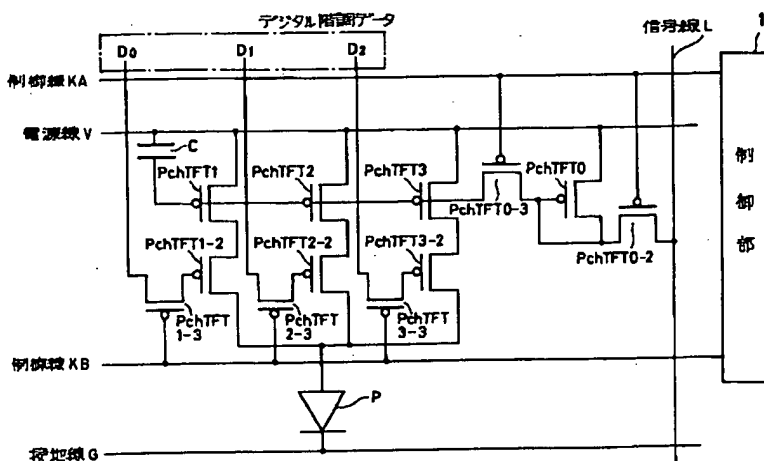 デジタル階調データ
D0
D1
D2
信号線L
1
制御線KA
電源線V
C
PchTFT1
PchTFT2
PchTFT3
PchTFT0
PchTFT0-3
PchTFT1-2
PchTFT2-2
PchTFT3-2
PchTFT0-2
制御部
PchTFT
1-3
PchTFT
2-3
PchTFT
3-3
制御線KB
P
接地線G